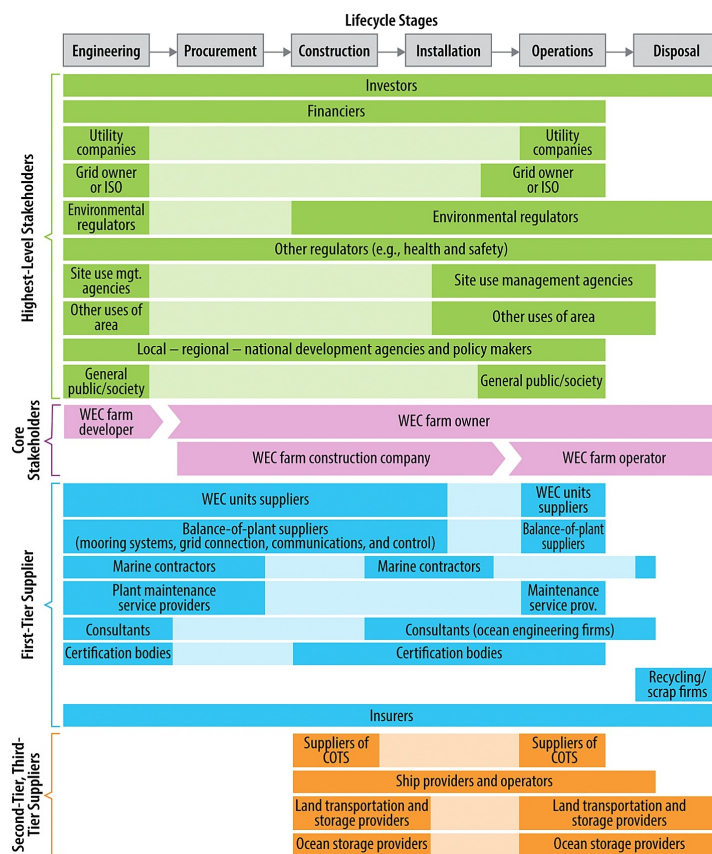 Lifecycle Stages
Engineering
Procurement
Construction
Installation
Operations
Disposal
Highest-Level Stakeholders
Investors
Financiers
Utility
companies
Utility
companies
Grid owner
or ISO
Grid owner
or ISO
Environmental
regulators
Environmental regulators
Other regulators (e.g., health and safety)
Site use mgt.
agencies
Site use management agencies
Other uses of
area
Other uses of area
Local – regional – national development agencies and policy makers
General
public/society
General public/society
Core
Stakeholders
WEC farm
developer
WEC farm owner
WEC farm construction company
WEC farm operator
First-Tier Supplier
WEC units suppliers
WEC units
suppliers
Balance-of-plant suppliers
(mooring systems, grid connection, communications, and control)
Balance-of-plant
suppliers
Marine contractors
Marine contractors
Plant maintenance
service providers
Maintenance
service prov.
Consultants
Consultants (ocean engineering firms)
Certification bodies
Certification bodies
Recycling/
scrap firms
Insurers
Second-Tier, Third-
Tier Suppliers
Suppliers of
COTS
Suppliers of
COTS
Ship providers and operators
Land transportation and
storage providers
Land transportation and
storage providers
Ocean storage providers
Ocean storage providers